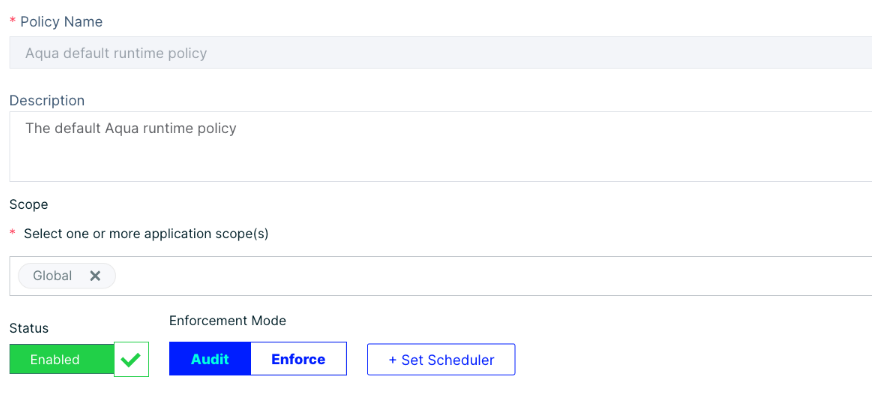 * Policy Name
Aqua default runtime policy
Description
The default Aqua runtime policy
Scope
* Select one or more application scope(s)
Global
Status
Enforcement Mode
Enabled
Audit
Enforce
+ Set Scheduler